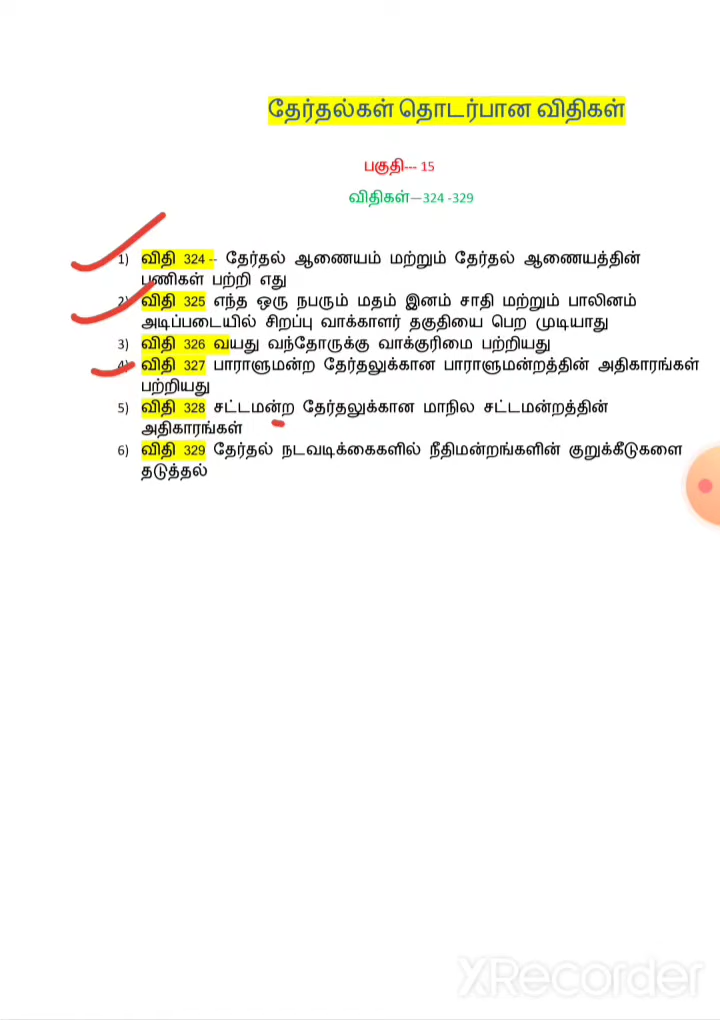 தேர்தல்கள் தொடர்பான விதிகள்
பகுதி--- 15
விதிகள்—324 -329
1) விதி 324 -- தேர்தல் ஆணையம் மற்றும் தேர்தல் ஆணையத்தின்
பணிகள் பற்றி எது
2) விதி 325 எந்த ஒரு நபரும் மதம் இனம் சாதி மற்றும் பாலினம்
அடிப்படையில் சிறப்பு வாக்காளர் தகுதியை பெற முடியாது
3) விதி 326 வயது வந்தோருக்கு வாக்குரிமை பற்றியது
4) விதி 327 பாராளுமன்ற தேர்தலுக்கான பாராளுமன்றத்தின் அதிகாரங்கள்
பற்றியது
5) விதி 328 சட்டமன்ற தேர்தலுக்கான மாநில சட்டமன்றத்தின்
அதிகாரங்கள்
6) விதி 329 தேர்தல் நடவடிக்கைகளில் நீதிமன்றங்களின் குறுக்கீடுகளை
தடுத்தல்
XRecorder